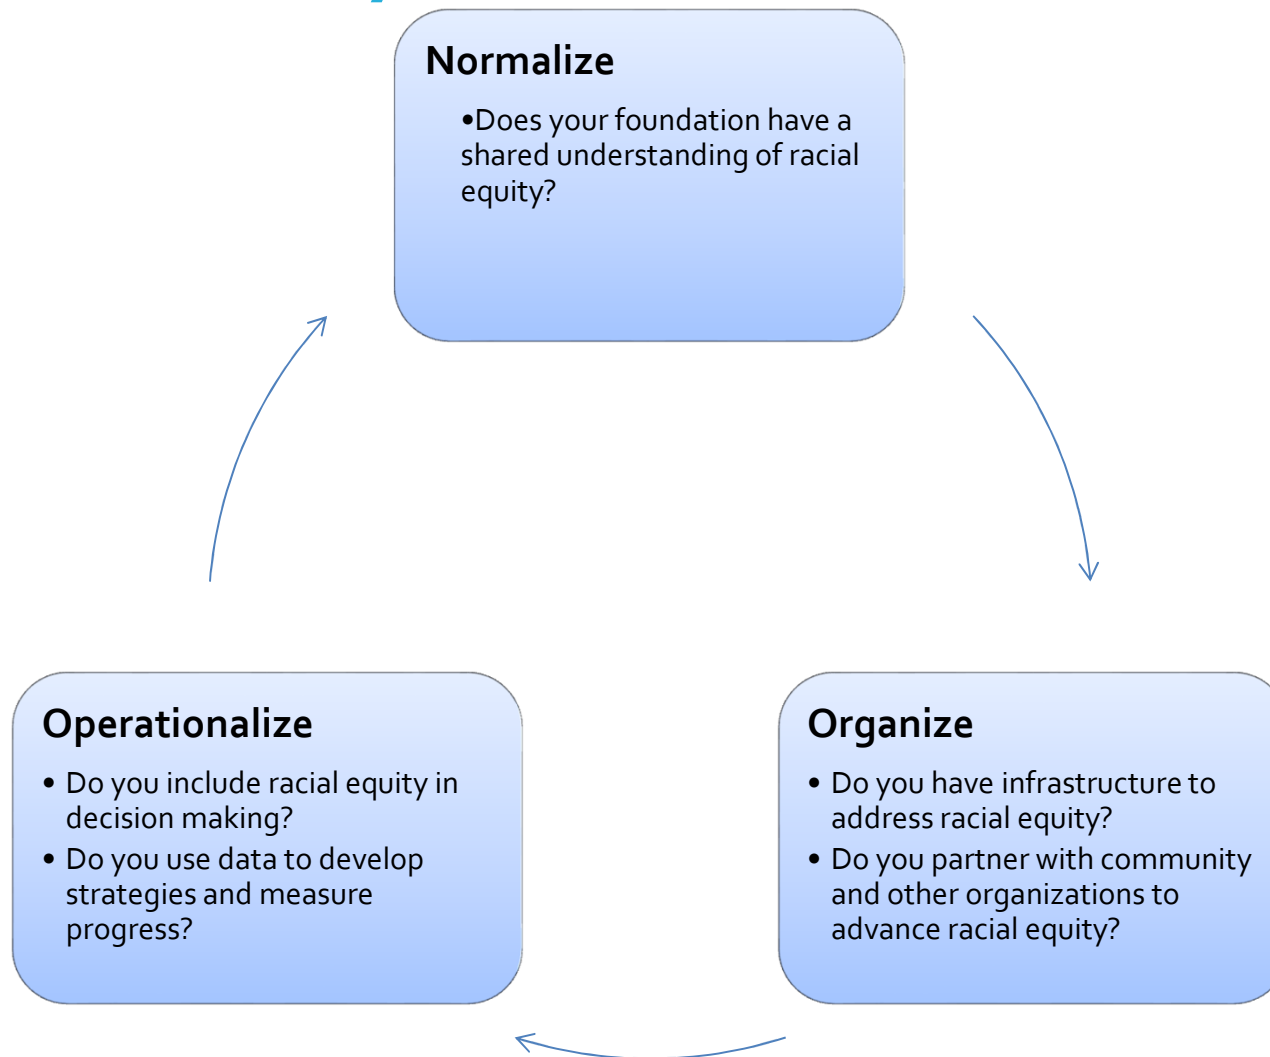 Normalize
•Does your foundation have a
shared understanding of racial
equity?
Operationalize
• Do you include racial equity in
decision making?
• Do you use data to develop
strategies and measure
progress?
Organize
• Do you have infrastructure to
address racial equity?
• Do you partner with community
and other organizations to
advance racial equity?